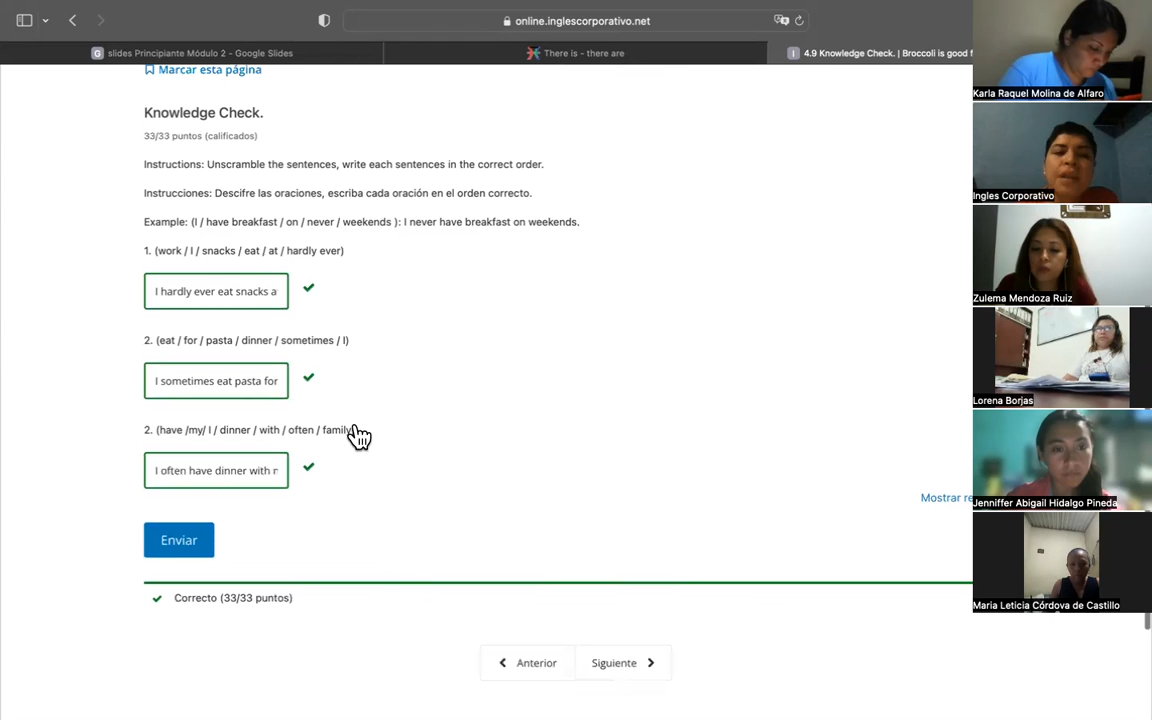 online.inglescorporativo.net
slides Principiante Módulo 2 - Google Slides
There is - there are
4.9 Knowledge Check. | Broccoli is good f
Marcar esta página
Knowledge Check.
33/33 puntos (calificados)
Instructions: Unscramble the sentences, write each sentences in the correct order.
Instrucciones: Descifre las oraciones, escriba cada oración en el orden correcto.
Example: (I / have breakfast / on / never / weekends ): I never have breakfast on weekends.
1. (work / I / snacks / eat / at / hardly ever)
I hardly ever eat snacks a
2. (eat / for / pasta / dinner / sometimes / I)
I sometimes eat pasta for
2. (have /my/ I / dinner / with / often / family
I often have dinner with
Mostrar re
Enviar
Correcto (33/33 puntos)
Anterior
Siguiente
Karla Raquel Molina de Alfaro
Ingles Corporativo
Zulema Mendoza Ruiz
Lorena Borjas
Jenniffer Abigail Hidalgo Pineda
Maria Leticia Córdova de Castillo